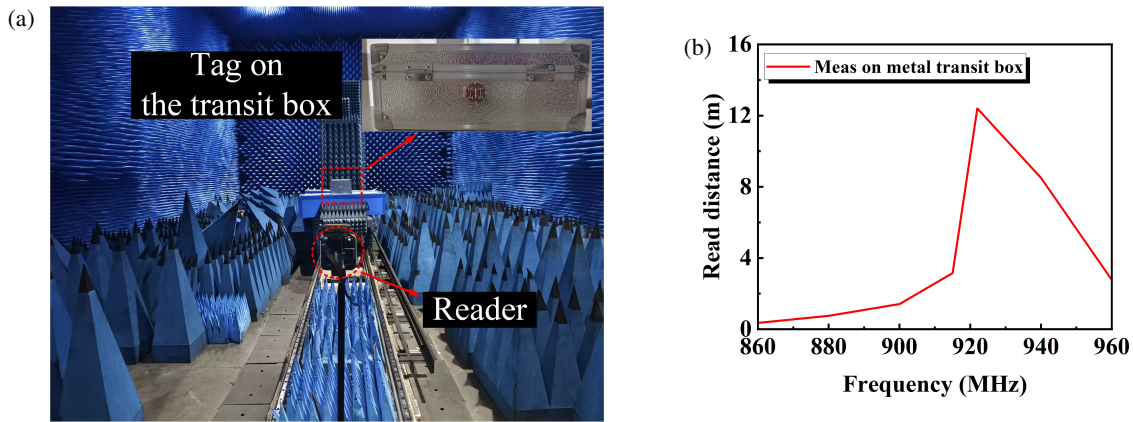 (a)
Tag on
the transit box
Reader
(b)
Meas on metal transit box
Read distance (m)
16
12
8
4
0
860 880 900 920 940 960
Frequency (MHz)